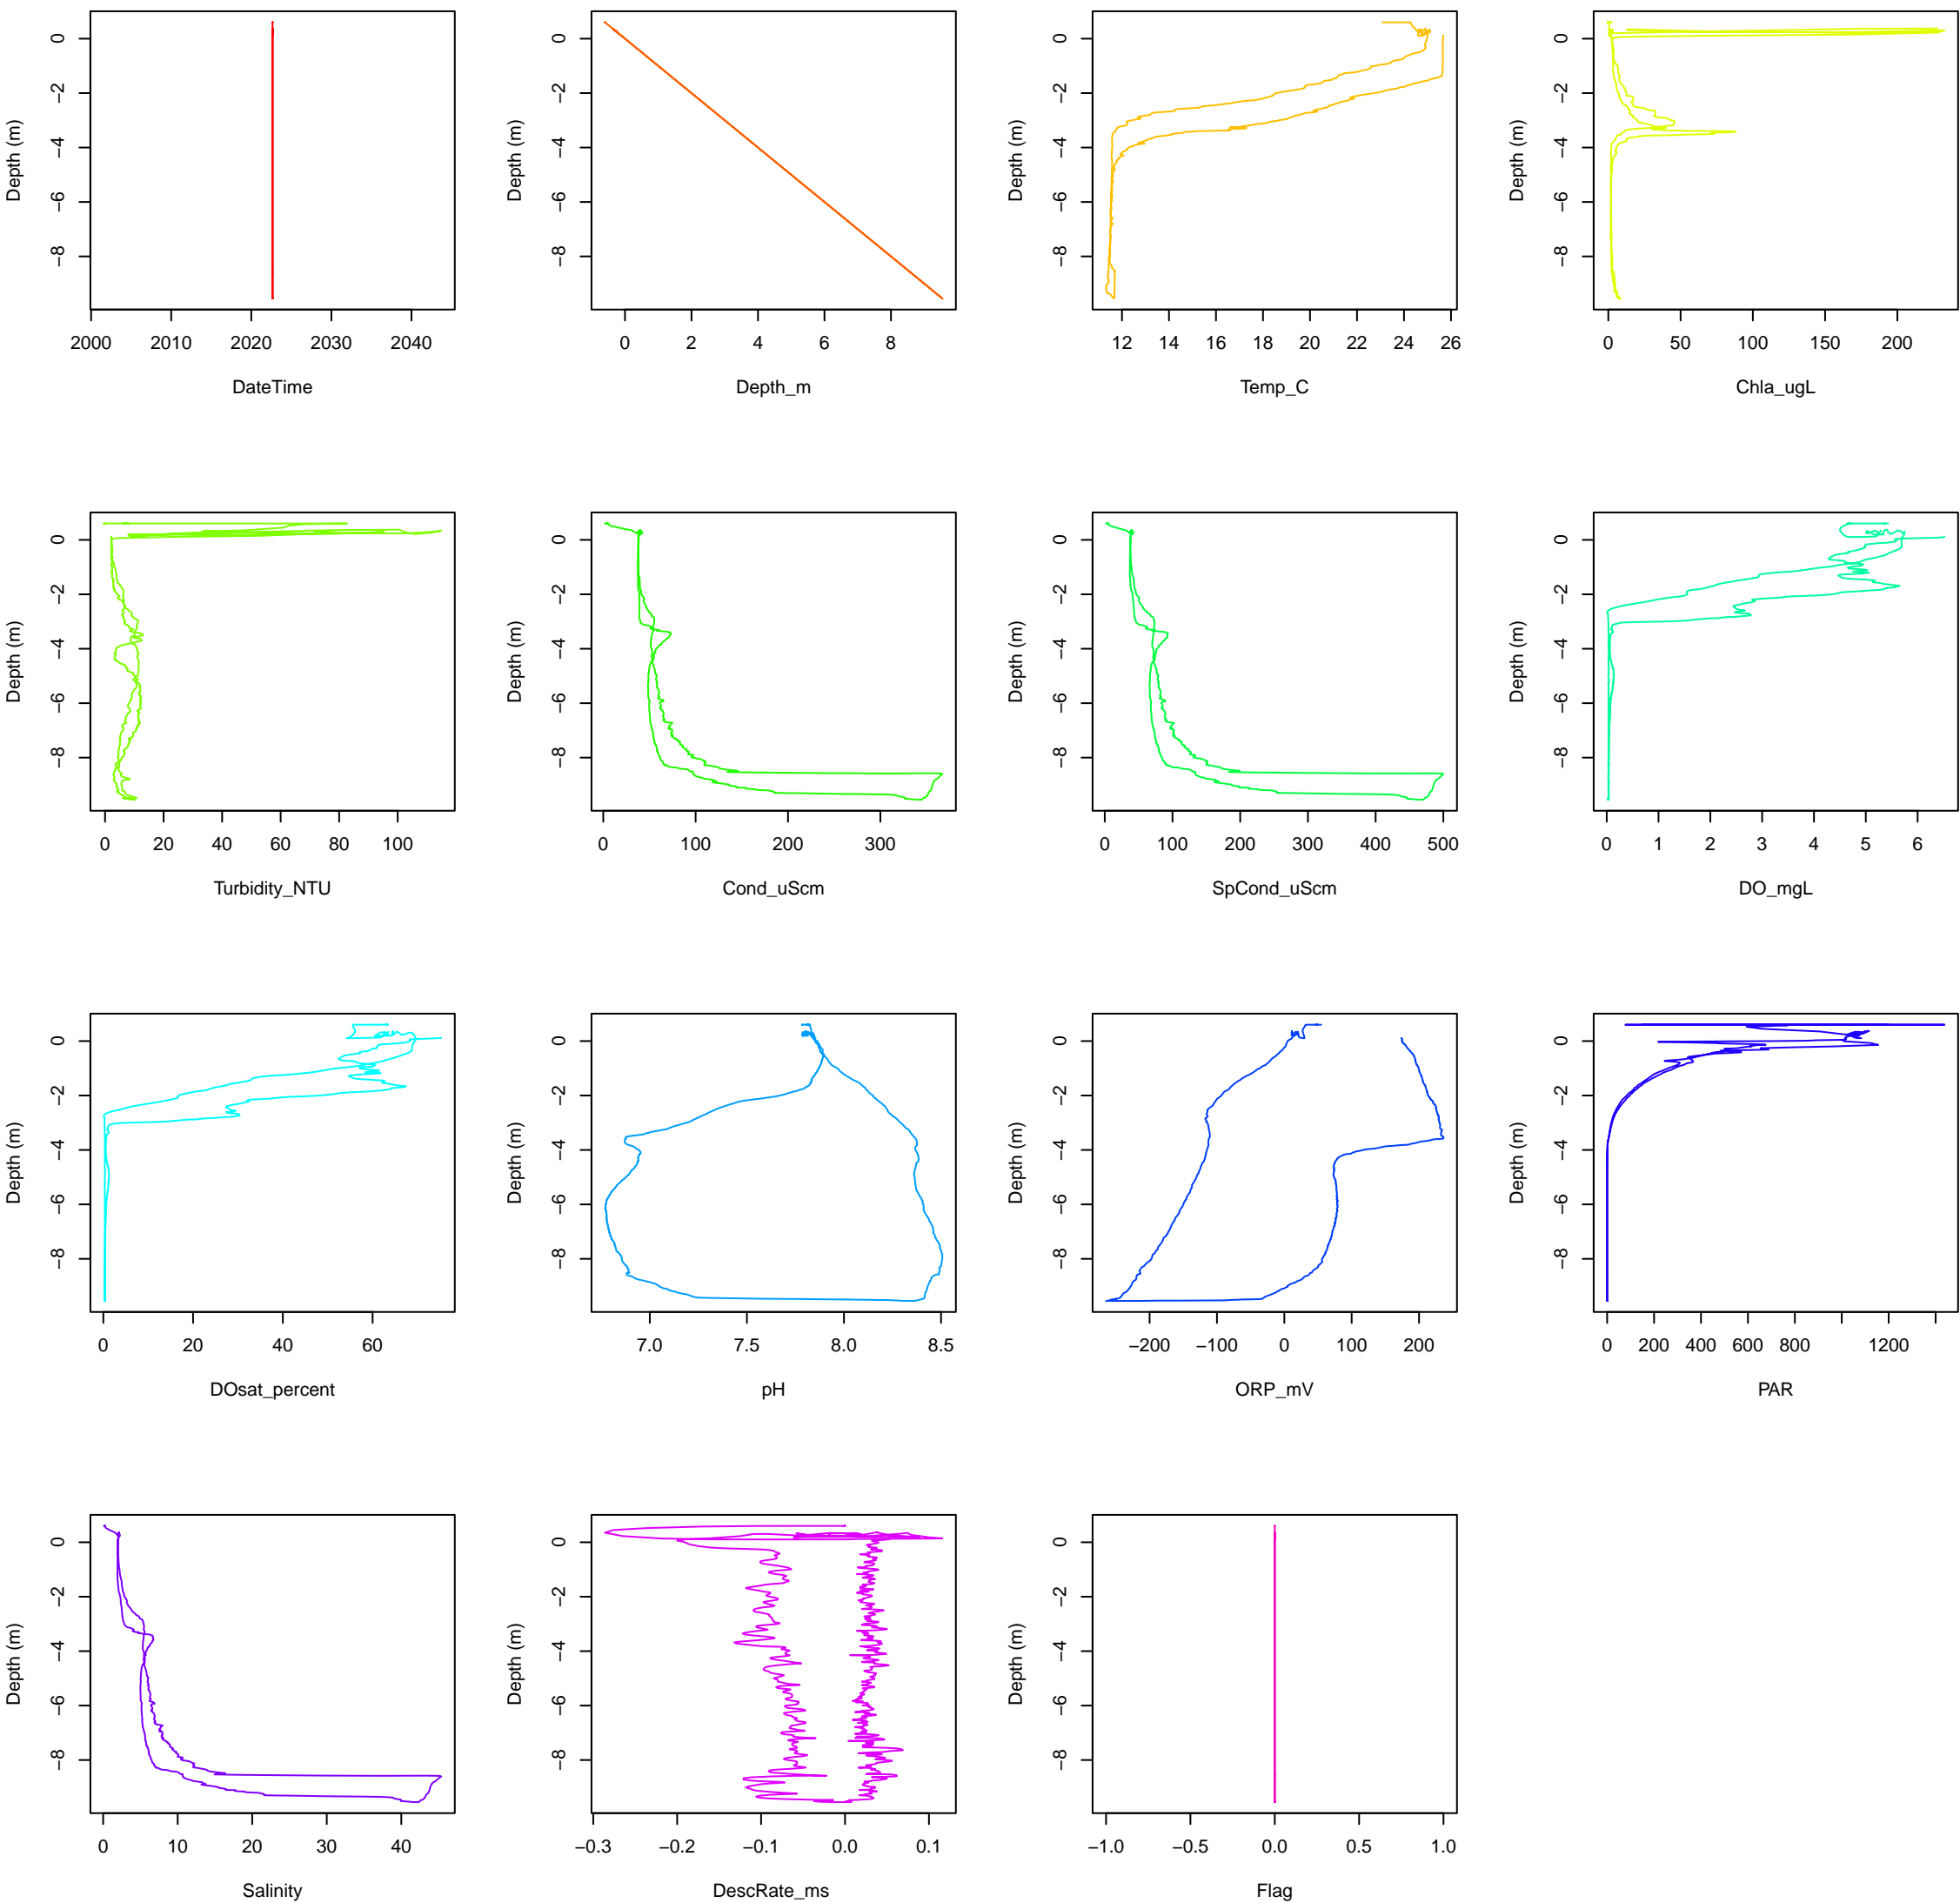 Depth (m)
0
−2
−4
−6
−8
2000 2010 2020 2030 2040
DateTime
Depth (m)
0
−2
−4
−6
−8
0 2 4 6 8
Depth_m
Depth (m)
0
−2
−4
−6
−8
12 14 16 18 20 22 24 26
Temp_C
Depth (m)
0
−2
−4
−6
−8
0 50 100 150 200
Chla_ugL
Depth (m)
0
−2
−4
−6
−8
0 20 40 60 80 100
Turbidity_NTU
Depth (m)
0
−2
−4
−6
−8
0 100 200 300
Cond_uScm
Depth (m)
0
−2
−4
−6
−8
0 100 200 300 400 500
SpCond_uScm
Depth (m)
0
−2
−4
−6
−8
0 1 2 3 4 5 6
DO_mgL
Depth (m)
0
−2
−4
−6
−8
0 20 40 60
DOsat_percent
Depth (m)
0
−2
−4
−6
−8
7.0 7.5 8.0 8.5
pH
Depth (m)
0
−2
−4
−6
−8
−200 −100 0 100 200
ORP_mV
Depth (m)
0
−2
−4
−6
−8
0 200 400 600 800 1200
PAR
Depth (m)
0
−2
−4
−6
−8
0 10 20 30 40
Salinity
Depth (m)
0
−2
−4
−6
−8
−0.3 −0.2 −0.1 0.0 0.1
DescRate_ms
Depth (m)
0
−2
−4
−6
−8
−1.0 −0.5 0.0 0.5 1.0
Flag